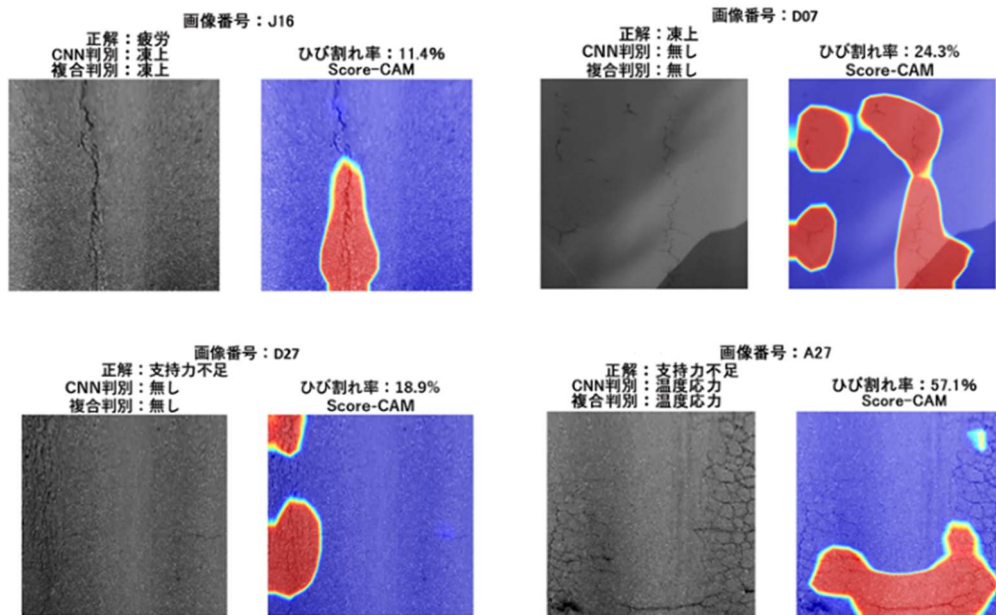 画像番号：J16
正解：疲労
CNN判別：凍上
複合判別：凍上
ひび割れ率：11.4%
Score-CAM
画像番号：D07
正解：凍上
CNN判別：無し
複合判別：無し
ひび割れ率：24.3%
Score-CAM
画像番号：D27
正解：支持力不足
CNN判別：無し
複合判別：無し
ひび割れ率：18.9%
Score-CAM
画像番号：A27
正解：支持力不足
CNN判別：温度応力
複合判別：温度応力
ひび割れ率：57.1%
Score-CAM